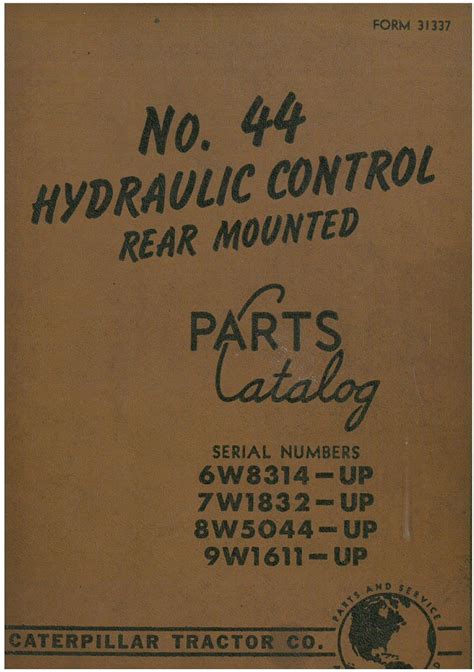 FORM 31337
No. 44
HYDRAULIC CONTROL
REAR MOUNTED
PARTS
Catalog
SERIAL NUMBERS
6W8314-UP
7W1832-UP
8W5044-UP
9W1611-UP
PARTS AND SERVICE
CATERPILLAR TRACTOR CO.